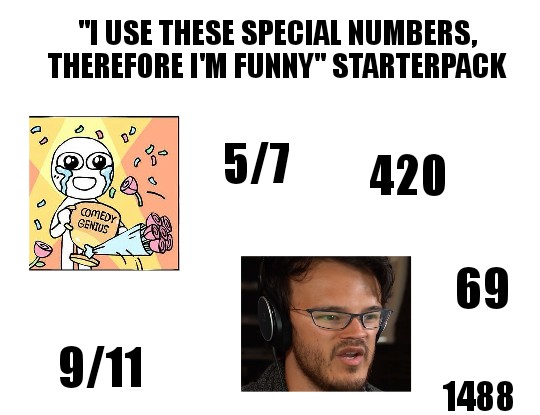 "I USE THESE SPECIAL NUMBERS,
THEREFORE I'M FUNNY" STARTERPACK
5/7
420
COMEDY
GENIUS
69
9/11
1488